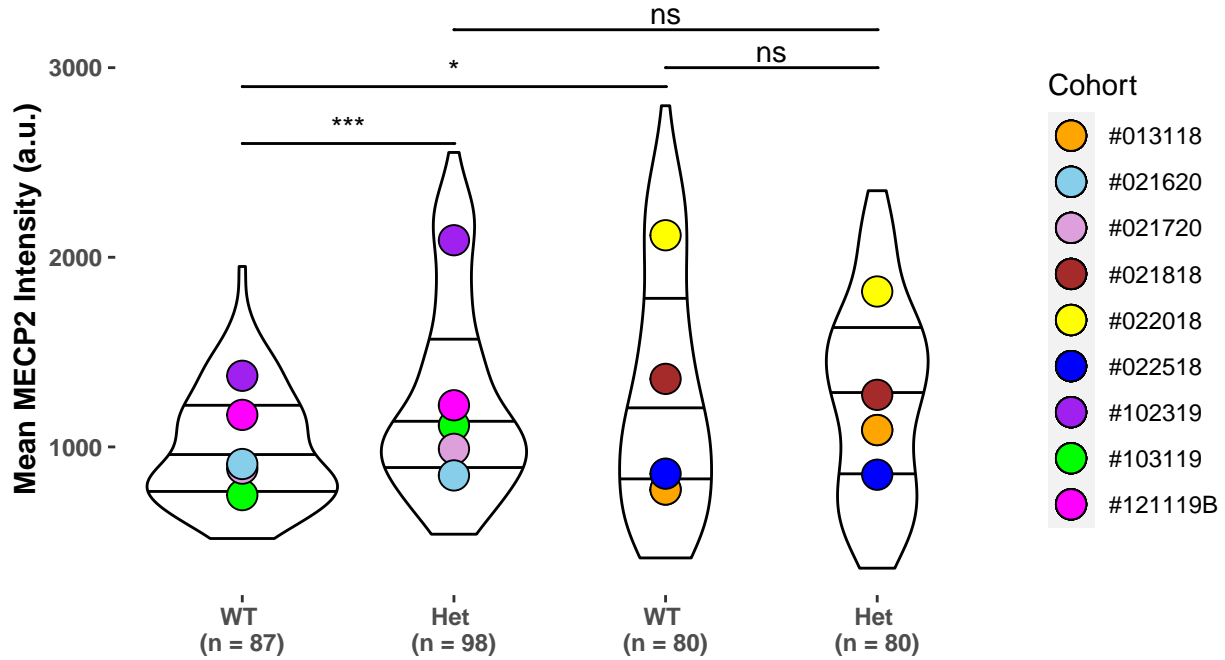 ns
3000
ns
*
***
2000
1000
Mean MECP2 Intensity (a.u.)
WT
(n = 87)
Het
(n = 98)
WT
(n = 80)
Het
(n = 80)
Cohort
#013118
#021620
#021720
#021818
#022018
#022518
#102319
#103119
#121119B